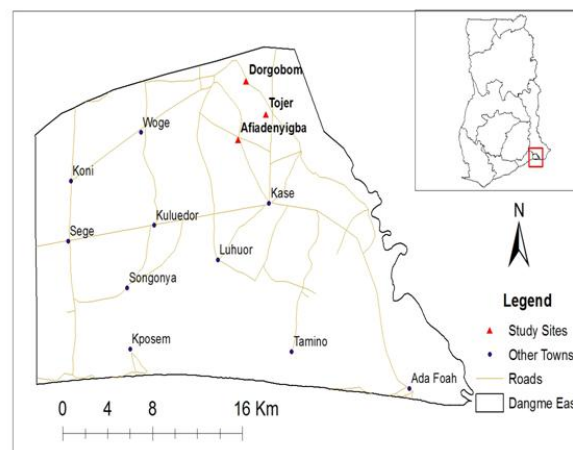 Dorgobom
Tojer
Woge
Afiadenyigba
Koni
Kase
Kuluedor
Sege
Luhuor
Songonya
Kposem
Tamino
Ada Foah
0 4 8 16 Km
N
Legend
Study Sites
Other Towns
Roads
Dangme East